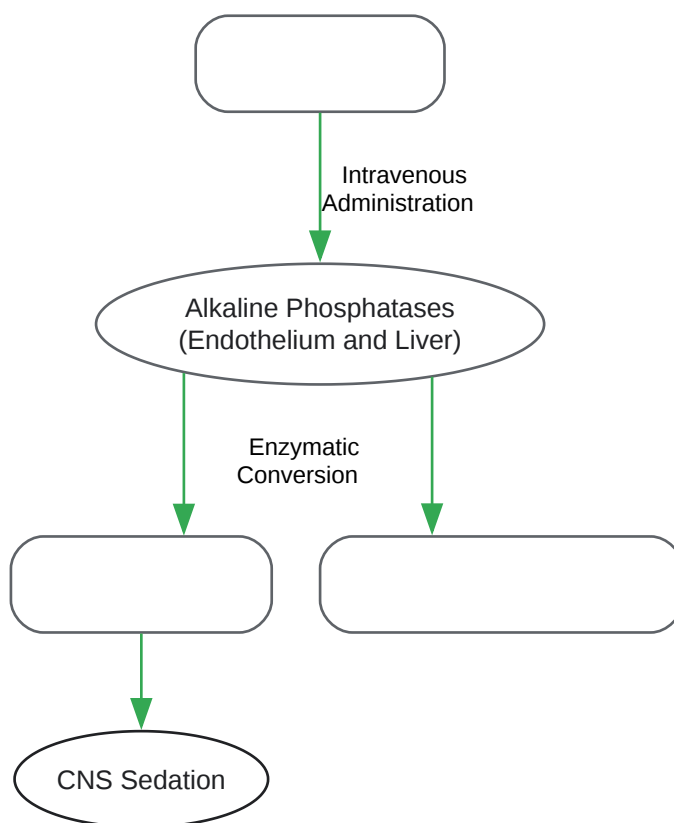 Intravenous
Administration
Alkaline Phosphatases
(Endothelium and Liver)
Enzymatic
Conversion
CNS Sedation